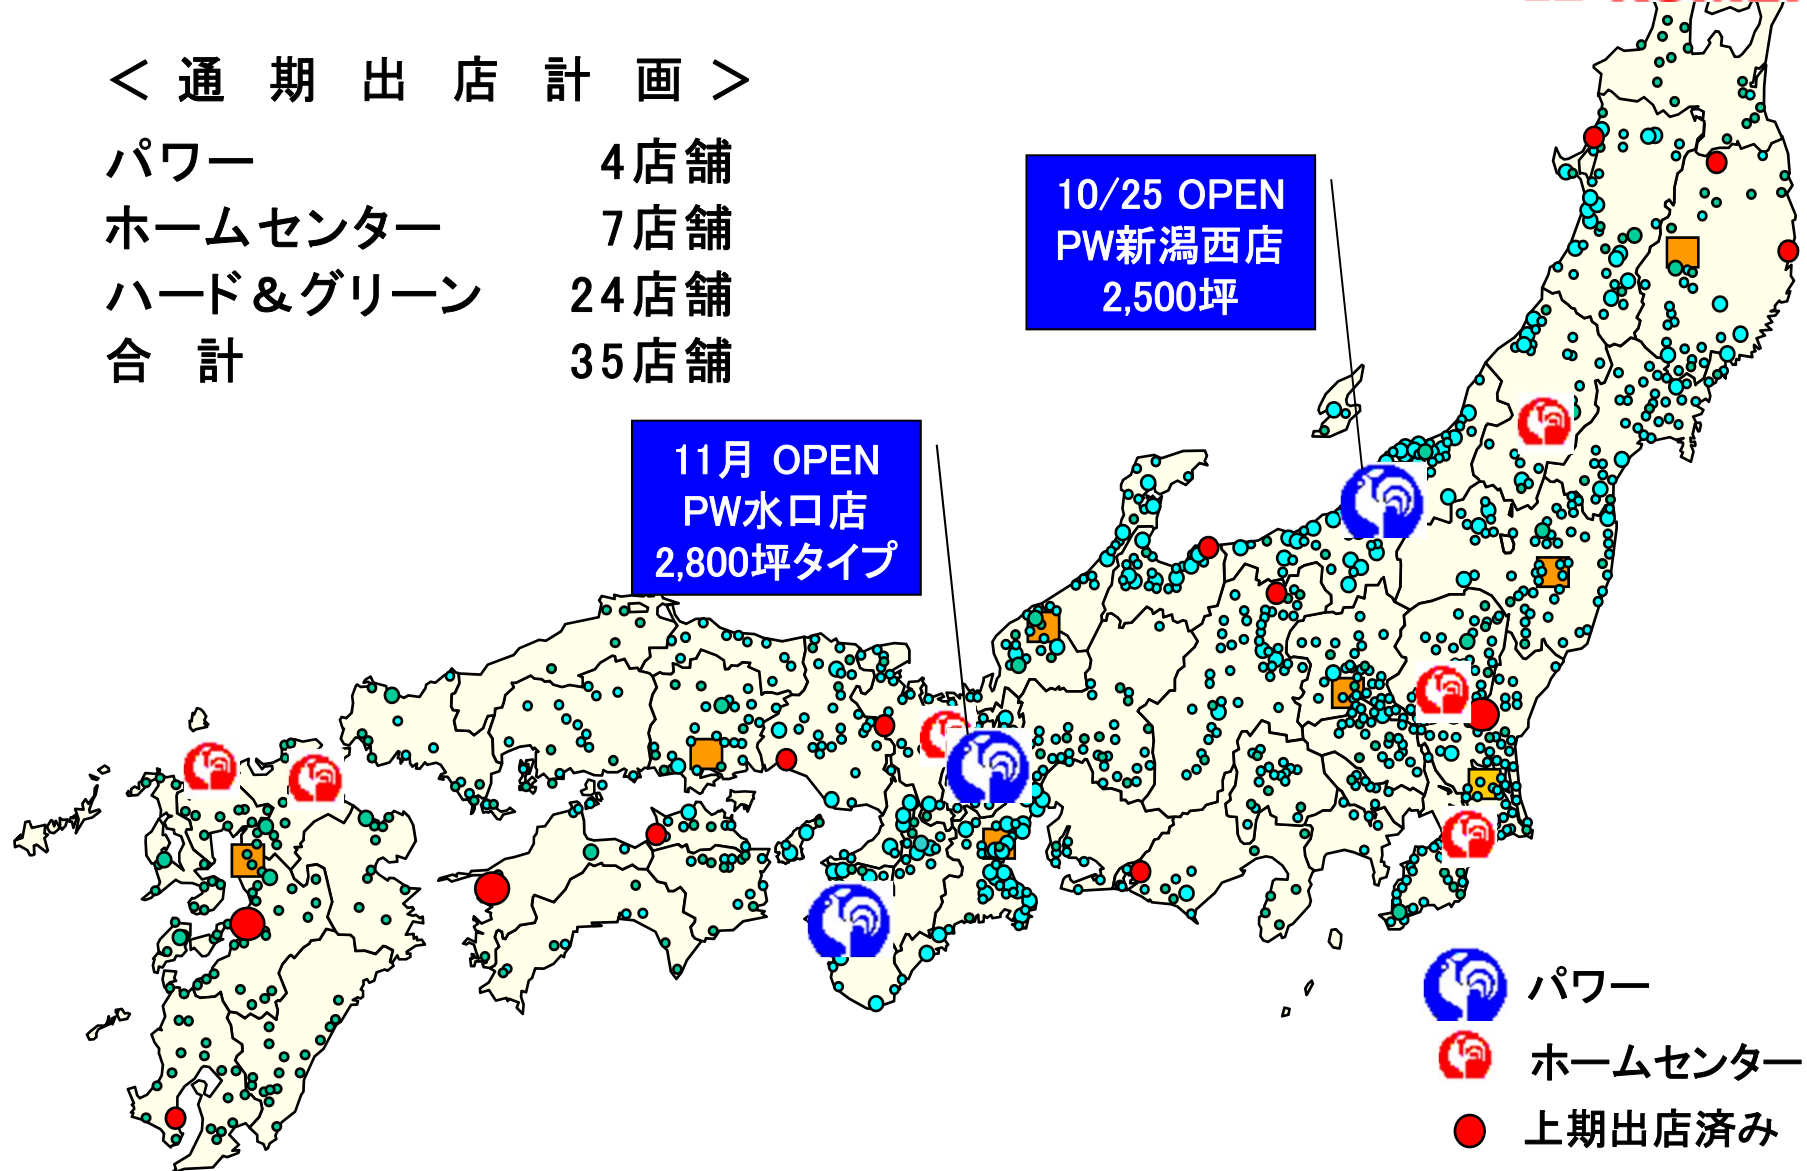 ＜ 通 期 出 店 計 画 ＞
パワー 4店舗
ホームセンター 7店舗
ハード＆グリーン 24店舗
合 計 35店舗
10/25 OPEN
PW新潟西店
2,500坪
11月 OPEN
PW水口店
2,800坪タイプ
パワー
ホームセンター
上期出店済み